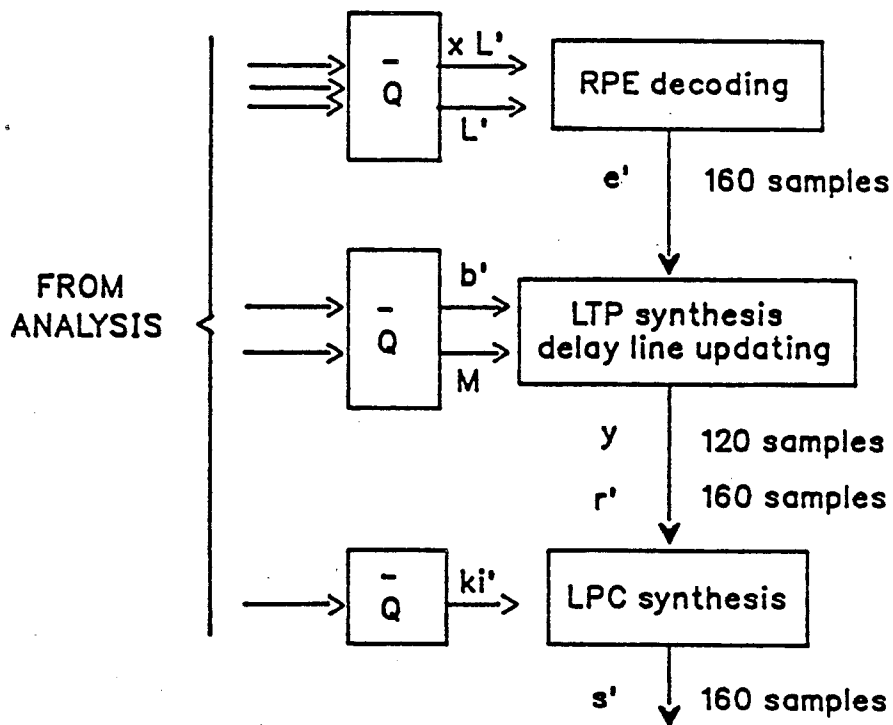 x L'
Q̄
RPE decoding
L'
e' 160 samples
FROM
ANALYSIS
b'
Q̄
LTP synthesis
delay line updating
M
y 120 samples
r' 160 samples
Q̄
ki'
LPC synthesis
s' 160 samples